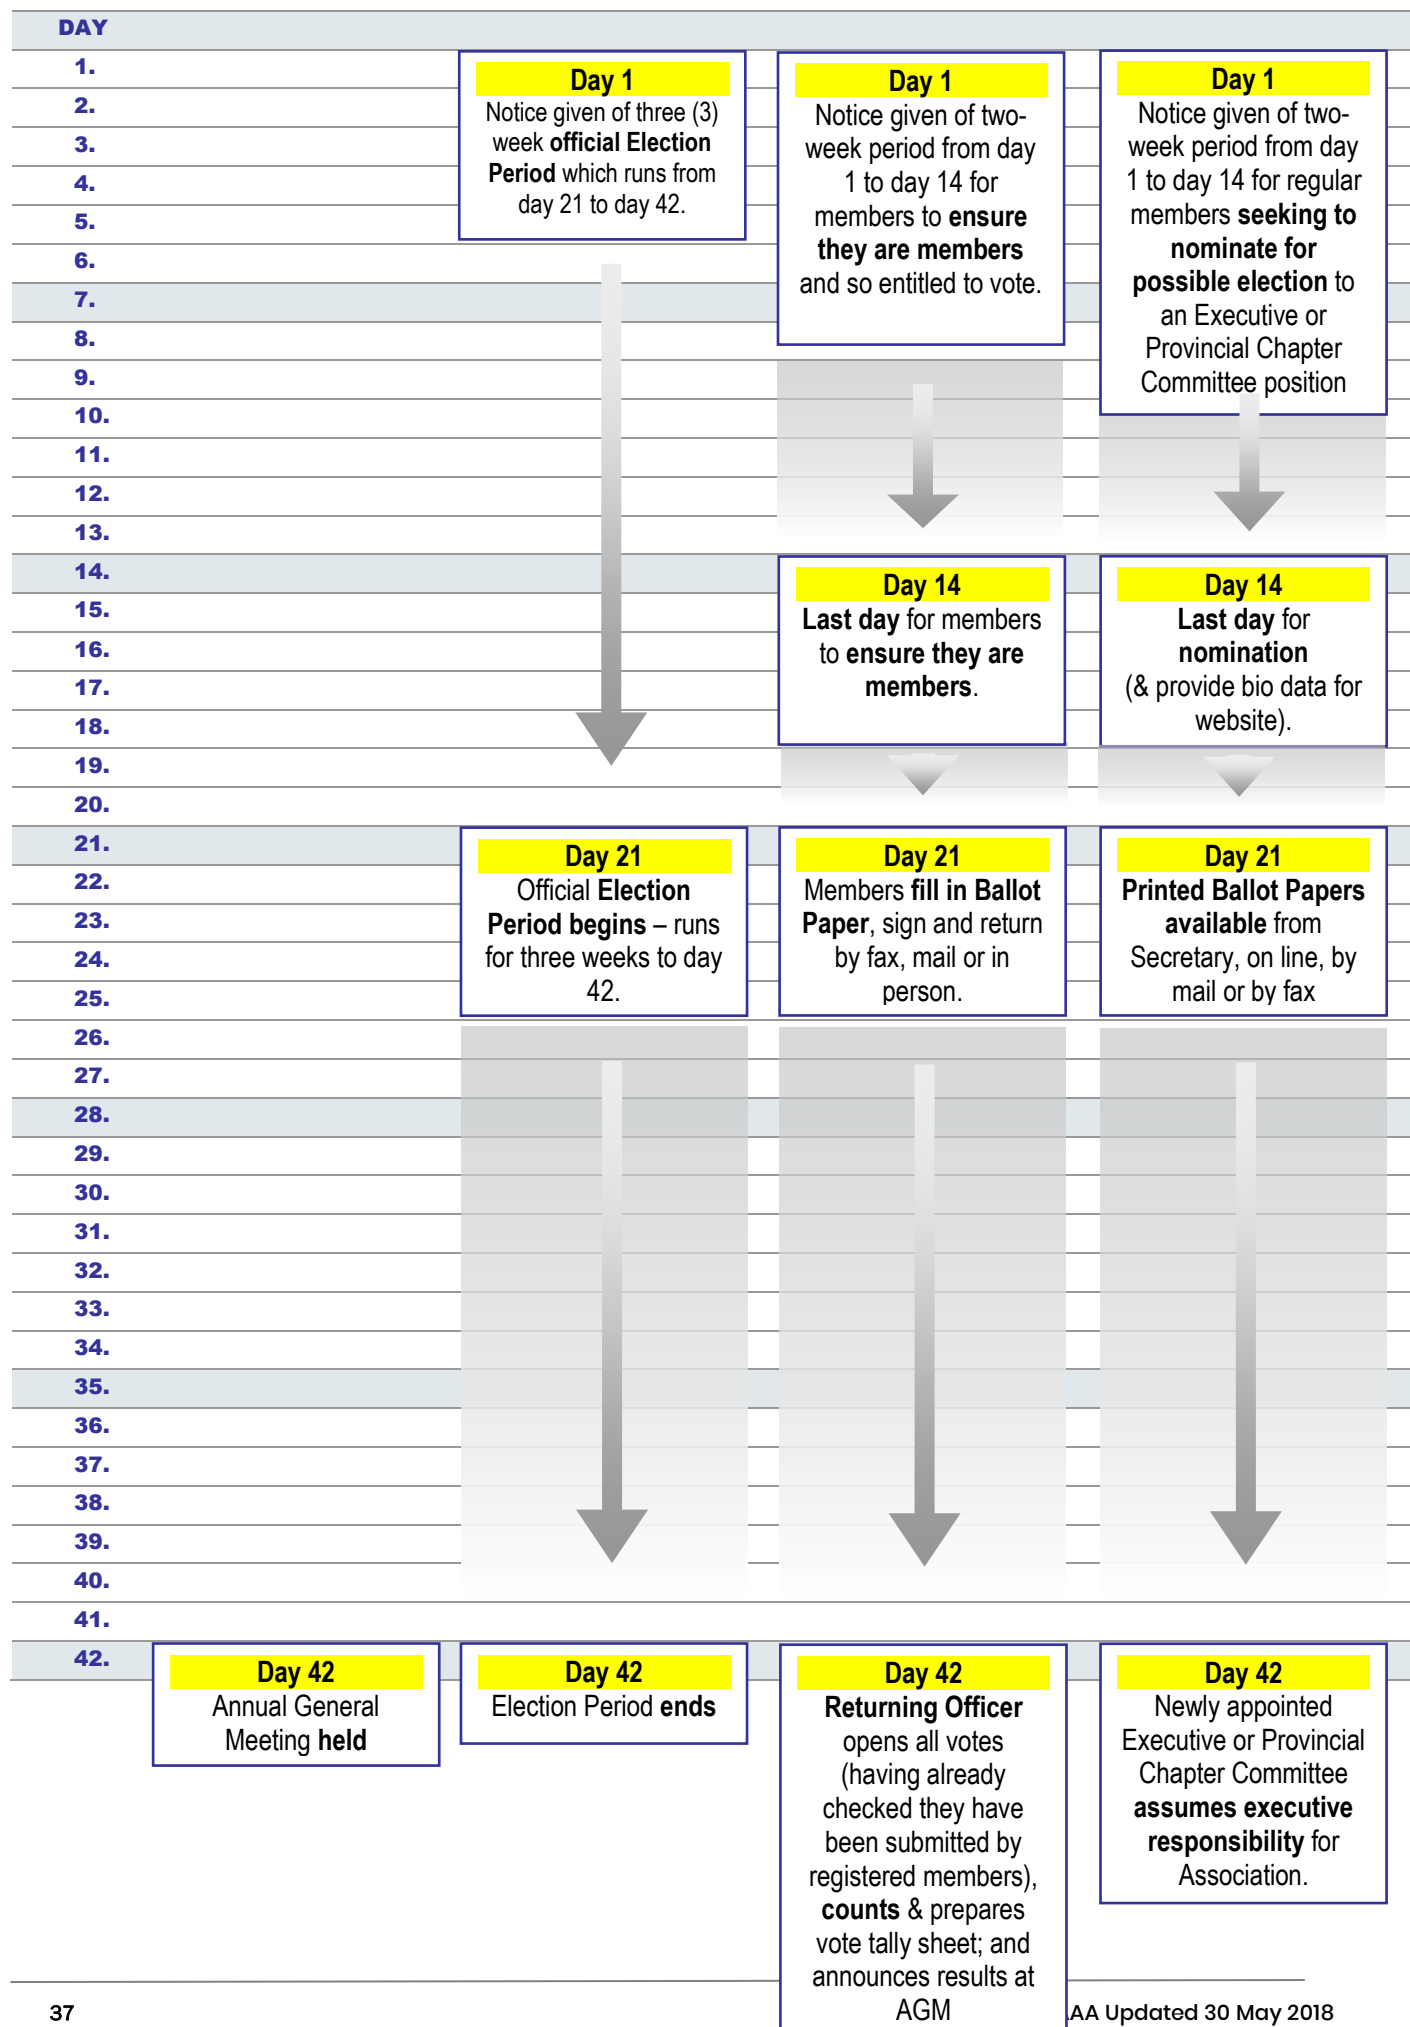 DAY
1.
2.
3.
4.
5.
6.
7.
8.
9.
10.
11.
12.
13.
14.
15.
16.
17.
18.
19.
20.
21.
22.
23.
24.
25.
26.
27.
28.
29.
30.
31.
32.
33.
34.
35.
36.
37.
38.
39.
40.
41.
42.
Day 1
Notice given of three (3)
week official Election
Period which runs from
day 21 to day 42.
Day 1
Notice given of two-
week period from day
1 to day 14 for
members to ensure
they are members
and so entitled to vote.
Day 1
Notice given of two-
week period from day
1 to day 14 for regular
members seeking to
nominate for
possible election to
an Executive or
Provincial Chapter
Committee position
Day 14
Last day for members
to ensure they are
members.
Day 14
Last day for
nomination
(& provide bio data for
website).
Day 21
Official Election
Period begins – runs
for three weeks to day
42.
Day 21
Members fill in Ballot
Paper, sign and return
by fax, mail or in
person.
Day 21
Printed Ballot Papers
available from
Secretary, on line, by
mail or by fax
Day 42
Annual General
Meeting held
Day 42
Election Period ends
Day 42
Returning Officer
opens all votes
(having already
checked they have
been submitted by
registered members),
counts & prepares
vote tally sheet; and
announces results at
AGM
Day 42
Newly appointed
Executive or Provincial
Chapter Committee
assumes executive
responsibility for
Association.
37
AA Updated 30 May 2018